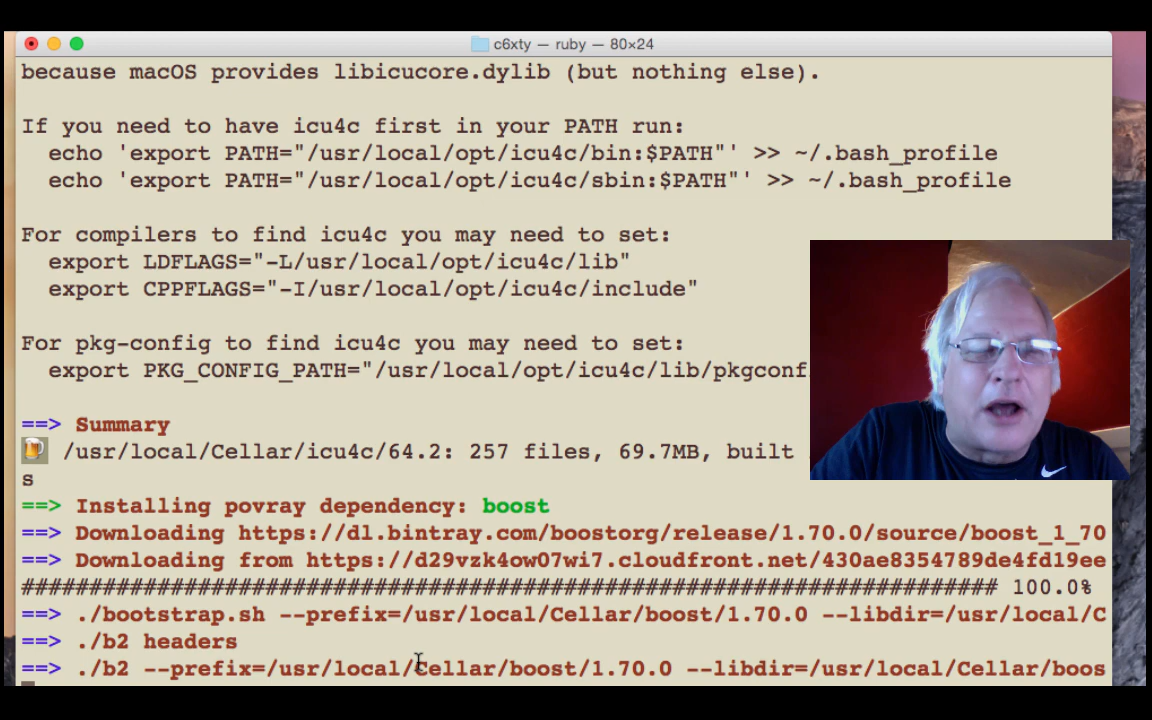 c6xty — ruby — 80×24
because macOS provides libicucore.dylib (but nothing else).
If you need to have icu4c first in your PATH run:
echo 'export PATH="/usr/local/opt/icu4c/bin:$PATH"' >> ~/.bash_profile
echo 'export PATH="/usr/local/opt/icu4c/sbin:$PATH"' >> ~/.bash_profile
For compilers to find icu4c you may need to set:
export LDFLAGS="-L/usr/local/opt/icu4c/lib"
export CPPFLAGS="-I/usr/local/opt/icu4c/include"
For pkg-config to find icu4c you may need to set:
export PKG_CONFIG_PATH="/usr/local/opt/icu4c/lib/pkgconf
==> Summary
/usr/local/Cellar/icu4c/64.2: 257 files, 69.7MB, built
s
==> Installing povray dependency: boost
==> Downloading https://dl.bintray.com/boostorg/release/1.70.0/source/boost_1_70
==> Downloading from https://d29vzk4ow07wi7.cloudfront.net/430ae8354789de4fd19ee
######################################################################## 100.0%
==> ./bootstrap.sh --prefix=/usr/local/Cellar/boost/1.70.0 --libdir=/usr/local/C
==> ./b2 headers
==> ./b2 --prefix=/usr/local/Cellar/boost/1.70.0 --libdir=/usr/local/Cellar/boos